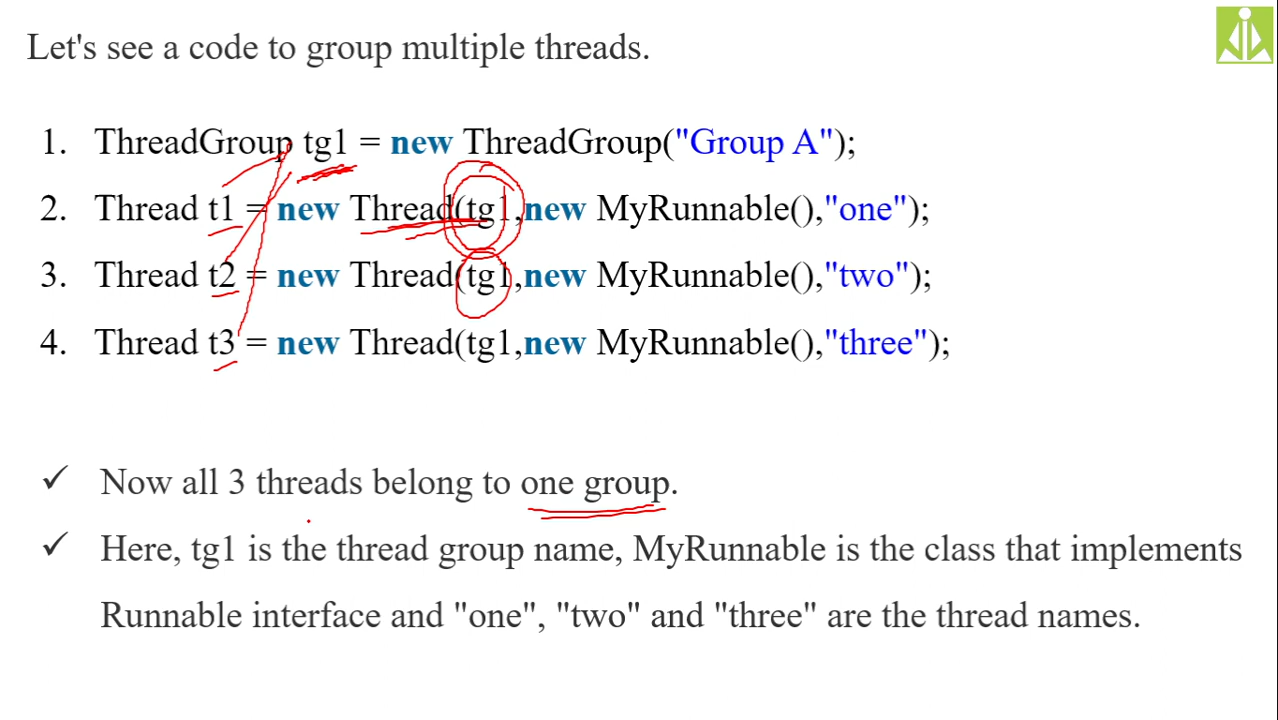 Let's see a code to group multiple threads.
1. ThreadGroup tg1 = new ThreadGroup("Group A");
2. Thread t1 = new Thread(tg1,new MyRunnable(),"one");
3. Thread t2 = new Thread(tg1,new MyRunnable(),"two");
4. Thread t3 = new Thread(tg1,new MyRunnable(),"three");
✓ Now all 3 threads belong to one group.
✓ Here, tg1 is the thread group name, MyRunnable is the class that implements
Runnable interface and "one", "two" and "three" are the thread names.